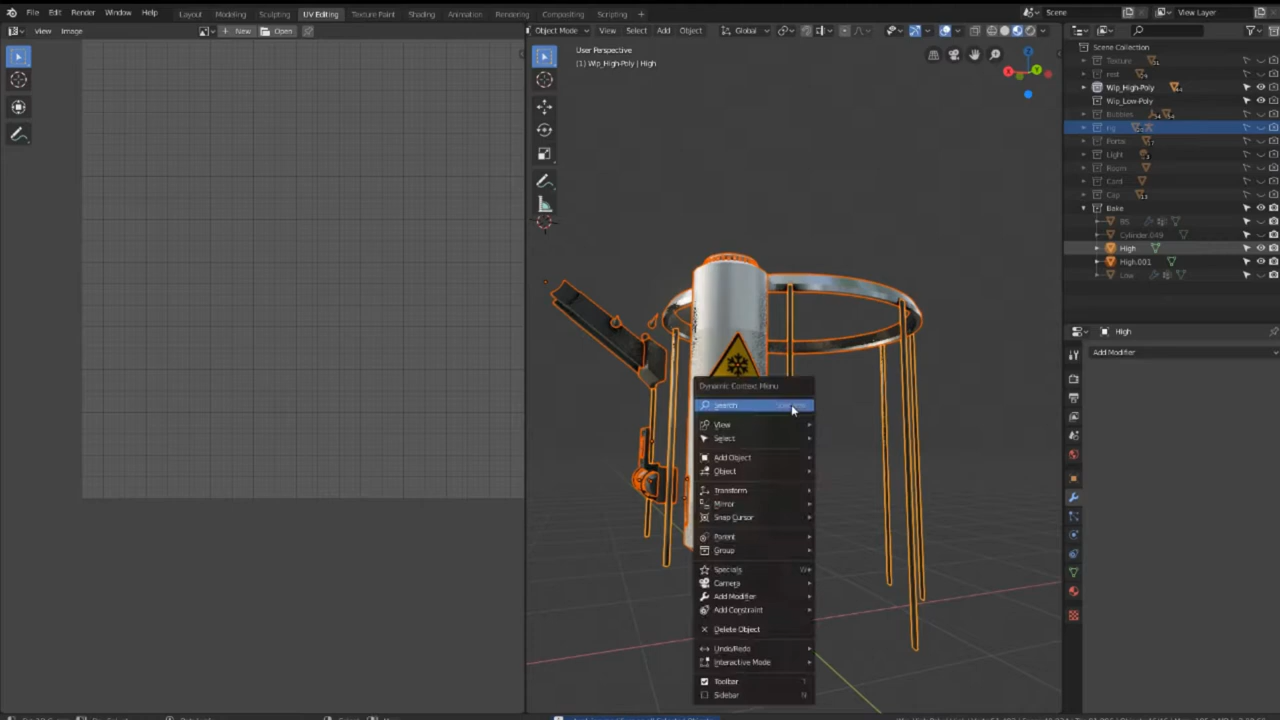 File Edit Render Window Help
Layout Modeling Sculpting UV Editing Texture Paint Shading Animation Rendering Compositing Scripting +
Scene
View Layer
View Image
New
Open
Object Mode View Select Add Object
Global
User Perspective
(1) Wip_High-Poly | High
Scene Collection
Texture
rest
Wip_High-Poly
Wip_Low-Poly
Bubbles
rig
Portal
Light
Room
Card
Cap
Bake
BS
Cylinder.049
High
High.001
Low
High
Add Modifier
Dynamic Context Menu
Search
View
Select
Add Object
Object
Transform
Mirror
Snap Cursor
Parent
Group
Specials W
Camera
Add Modifier
Add Constraint
Delete Object
Undo/Redo
Interactive Mode
Toolbar T
Sidebar N